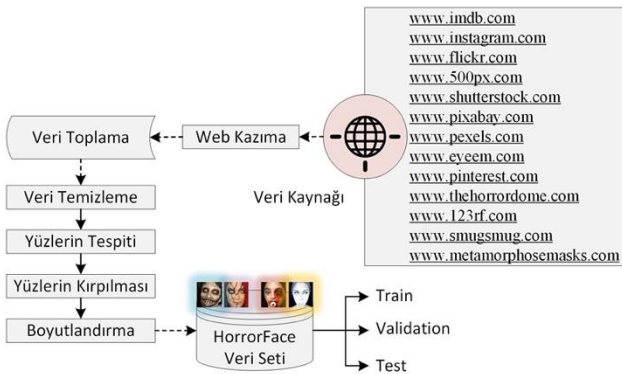 www.imdb.com
www.instagram.com
www.flickr.com
www.500px.com
www.shutterstock.com
www.pixabay.com
www.pexels.com
www.eyeem.com
www.pinterest.com
www.thehorrordome.com
www.123rf.com
www.smugsmug.com
www.metamorphosemasks.com
Veri Kaynağı
Web Kazıma
Veri Toplama
Veri Temizleme
Yüzlerin Tespiti
Yüzlerin Kırpılması
Boyutlandırma
HorrorFace
Veri Seti
Train
Validation
Test